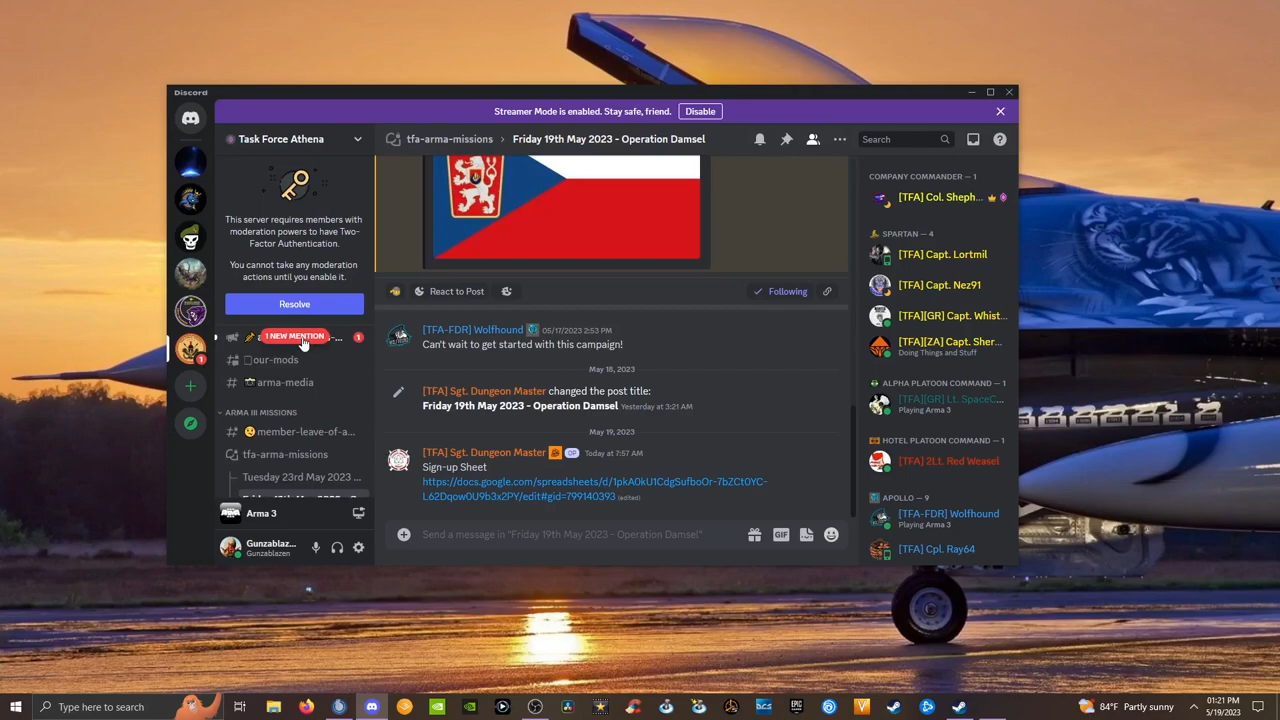 Discord
Streamer Mode is enabled. Stay safe, friend.
Disable
Task Force Athena
tfa-arma-missions
Friday 19th May 2023 - Operation Damsel
Search
This server requires members with
moderation powers to have Two-
Factor Authentication.
You cannot take any moderation
actions until you enable it.
Resolve
1 NEW MENTION
1
our-mods
arma-media
ARMA III MISSIONS
member-leave-of-a...
tfa-arma-missions
Tuesday 23rd May 2023 ...
Arma 3
Gunzablaz...
Gunzablazen
1
React to Post
Following
[TFA-FDR] Wolfhound 05/17/2023 2:53 PM
Can't wait to get started with this campaign!
May 18, 2023
[TFA] Sgt. Dungeon Master changed the post title:
Friday 19th May 2023 - Operation Damsel Yesterday at 3:21 AM
May 19, 2023
[TFA] Sgt. Dungeon Master OP Today at 7:57 AM
Sign-up Sheet
https://docs.google.com/spreadsheets/d/1pkA0kU1CdgSufboOr-7bZCt0YC-
L62Dqow0U9b3x2PY/edit#gid=799140393 (edited)
Send a message in "Friday 19th May 2023 - Operation Damsel"
GIF
COMPANY COMMANDER — 1
[TFA] Col. Sheph...
SPARTAN — 4
[TFA] Capt. Lortmil
[TFA] Capt. Nez91
[TFA][GR] Capt. Whist...
[TFA][ZA] Capt. Sher...
Doing Things and Stuff
ALPHA PLATOON COMMAND — 1
[TFA][GR] Lt. SpaceC...
Playing Arma 3
HOTEL PLATOON COMMAND — 1
[TFA] 2Lt. Red Weasel
APOLLO — 9
[TFA-FDR] Wolfhound
Playing Arma 3
[TFA] Cpl. Ray64
Type here to search
84°F Partly sunny
01:21 PM
5/19/2023